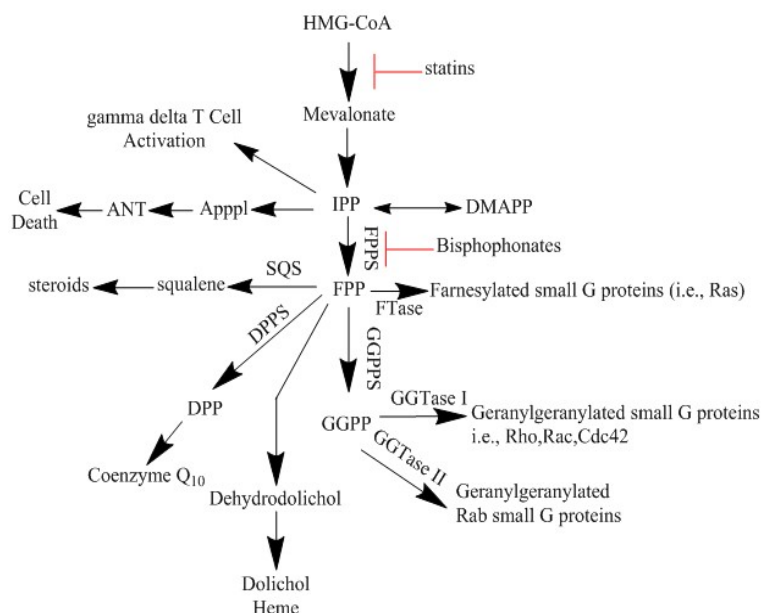 HMG-CoA
statins
Mevalonate
gamma delta T Cell
Activation
Cell
Death
ANT
Apppl
IPP
DMAPP
FPPS
Bisphophonates
steroids
squalene
SQS
FPP
FTase
Farnesylated small G proteins (i.e., Ras)
DPPS
GGPPS
DPP
GGPP
GGTase I
Geranylgeranylated small G proteins
i.e., Rho,Rac,Cdc42
GGTase II
Coenzyme Q₁₀
Dehydrodolichol
Geranylgeranylated
Rab small G proteins
Dolichol
Heme